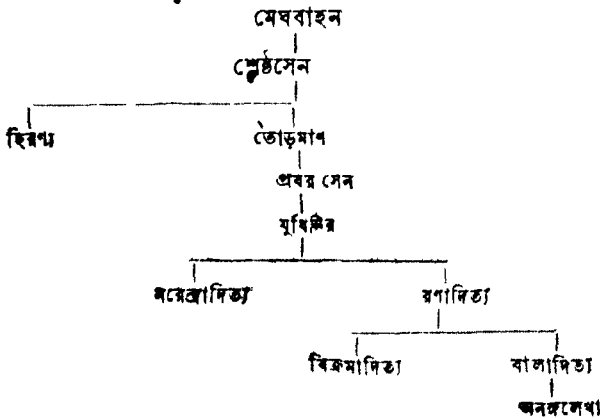 মেঘবাহন
শ্রেষ্ঠসেন
হিরণ্য তোড়মাণ
প্রবর সেন
যুধিষ্ঠির
নরেন্দ্রাদিত্য রণাদিত্য
বিক্রমাদিত্য বালাদিত্য
অনঙ্গলেখা